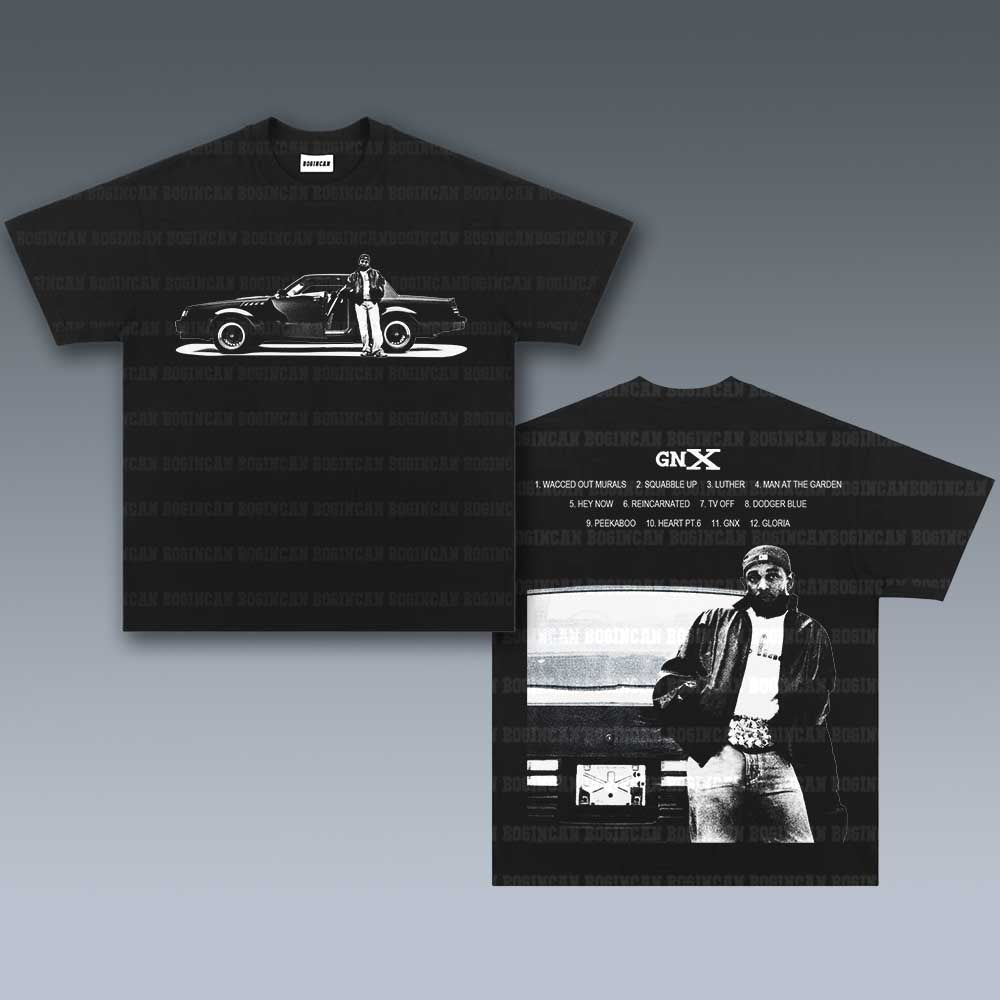 BOGINCAN
GNX
1. WACCED OUT MURALS 2. SQUABBLE UP 3. LUTHER 4. MAN AT THE GARDEN
5. HEY NOW 6. REINCARNATED 7. TV OFF 8. DODGER BLUE
9. PEEKABOO 10. HEART PT.6 11. GNX 12. GLORIA